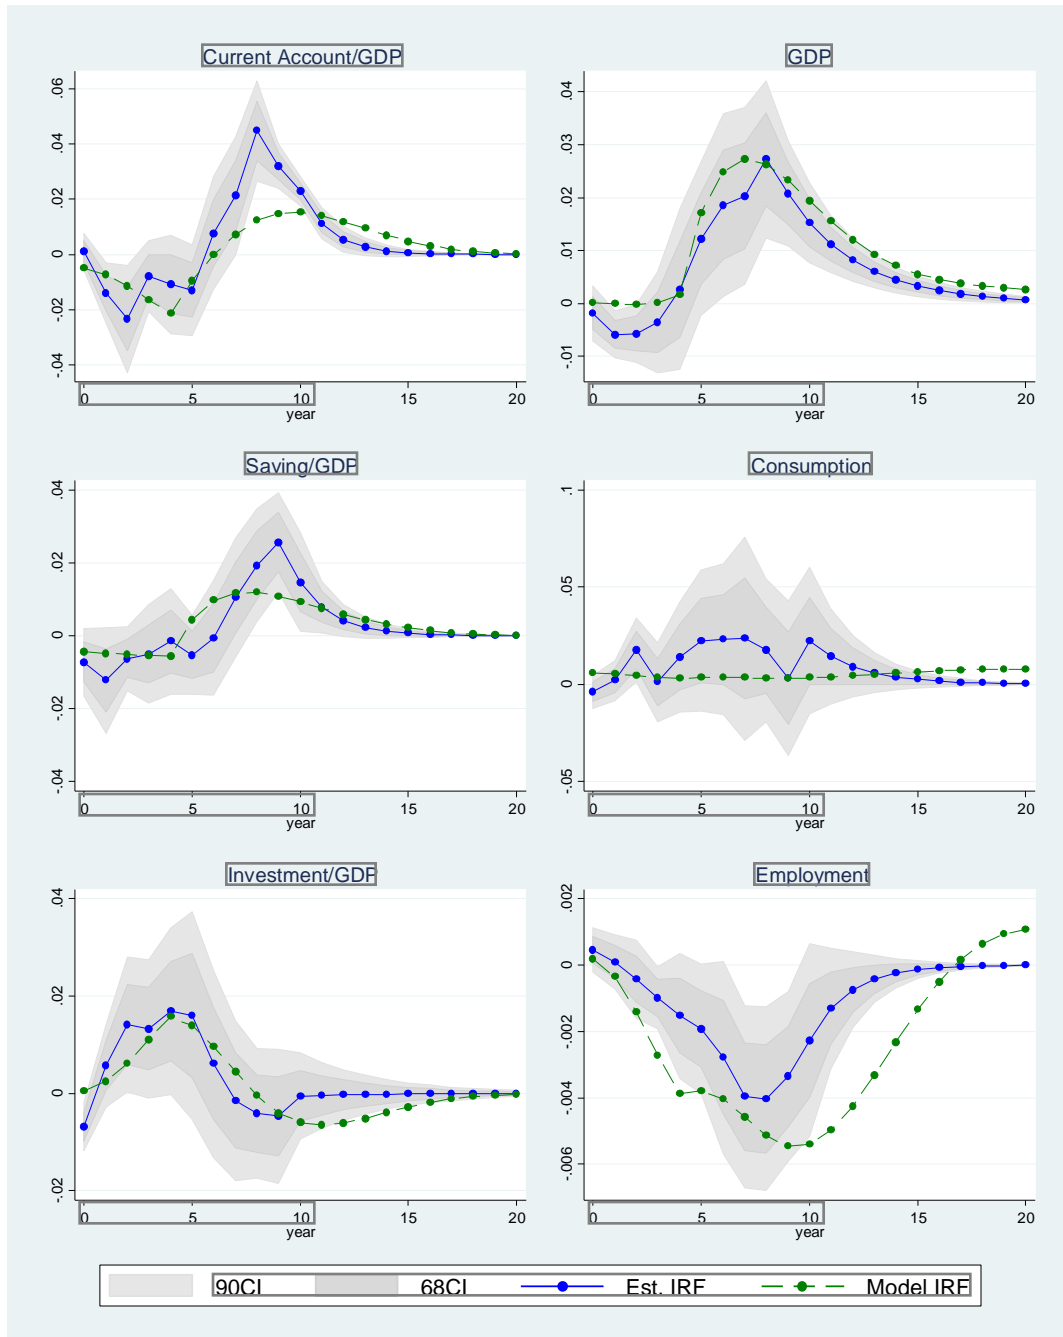 Current Account/GDP
.06
.04
.02
0
-.02
-.04
0 5 10 15 20
year
GDP
.04
.03
.02
.01
0
-.01
0 5 10 15 20
year
Saving/GDP
.04
.02
0
-.02
-.04
0 5 10 15 20
year
Consumption
.1
.05
0
-.05
0 5 10 15 20
year
Investment/GDP
.04
.02
0
-.02
0 5 10 15 20
year
Employment
.002
0
-.002
-.004
-.006
0 5 10 15 20
year
90CI 68CI Est. IRF Model IRF